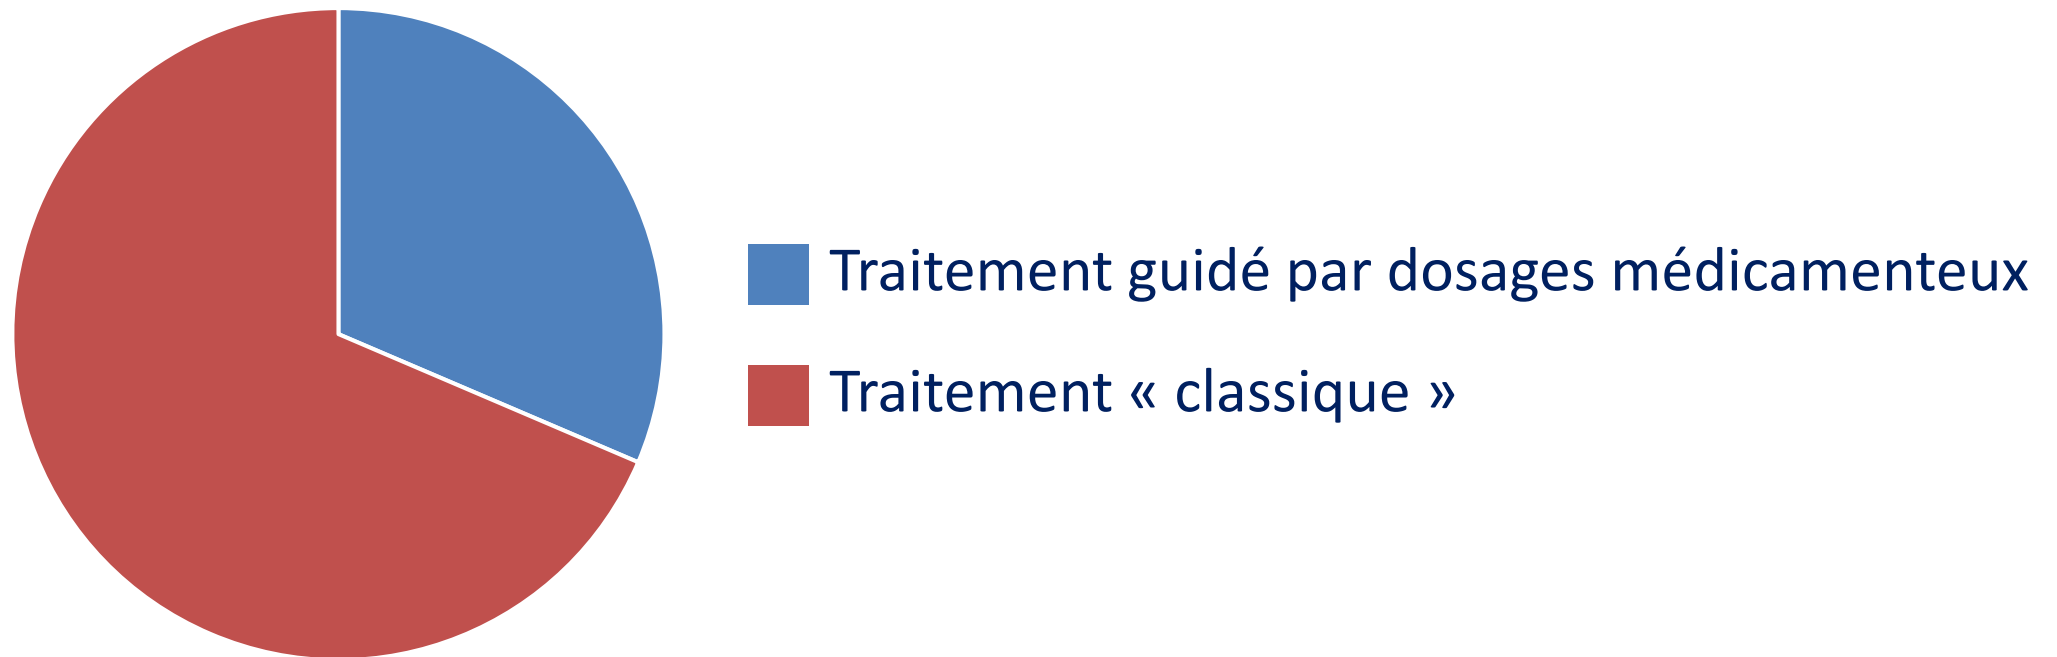 Traitement guidé par dosages médicamenteux
Traitement « classique »